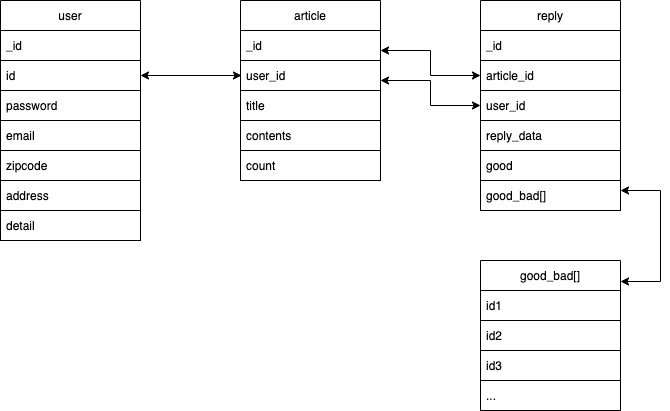 user
_id
id
password
email
zipcode
address
detail
article
_id
user_id
title
contents
count
reply
_id
article_id
user_id
reply_data
good
good_bad[]
good_bad[]
id1
id2
id3
...